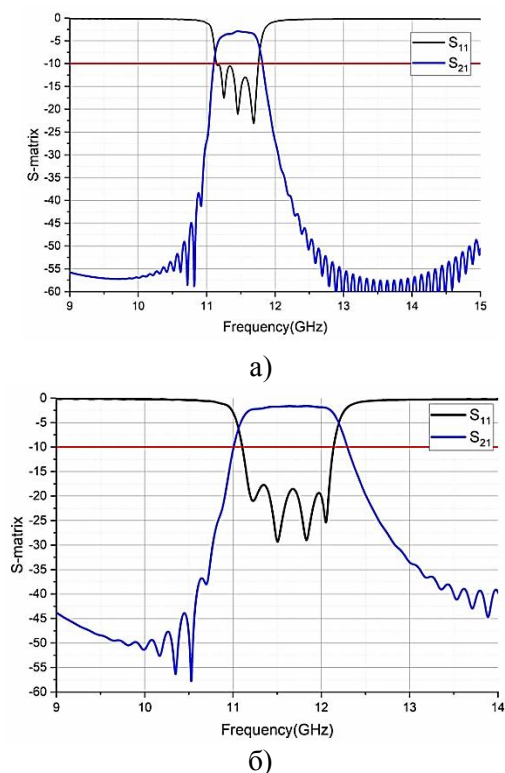 0
-5
-10
-15
-20
-25
-30
-35
-40
-45
-50
-55
-60
S-matrix
S11
S21
9 10 11 12 13 14 15
Frequency(GHz)
а)
0
-5
-10
-15
-20
-25
-30
-35
-40
-45
-50
-55
-60
S-matrix
S11
S21
9 10 11 12 13 14
Frequency(GHz)
б)